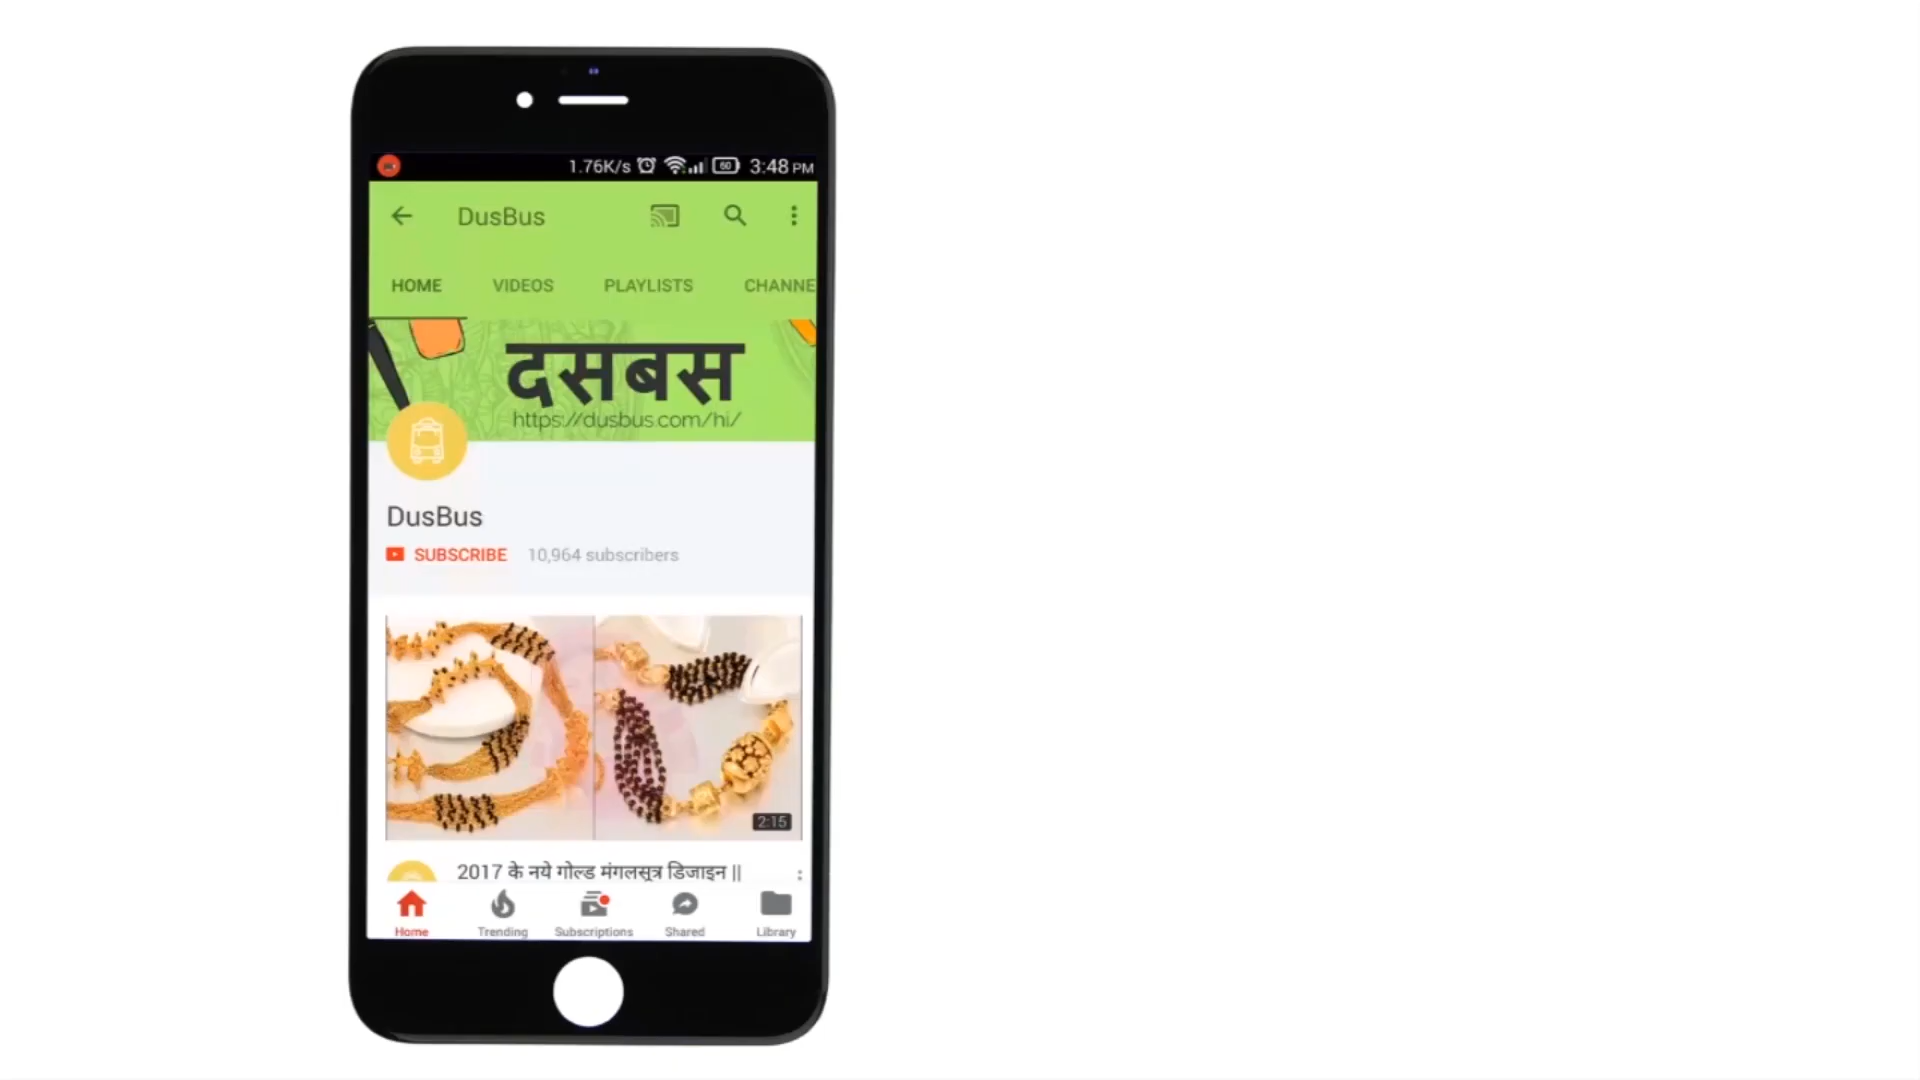 1.76K/s 60 3:48 PM
DusBus
HOME VIDEOS PLAYLISTS CHANNE
दसबस
https://dusbus.com/hi/
DusBus
SUBSCRIBE 10,964 subscribers
2:15
2017 के नये गोल्ड मंगलसूत्र डिजाइन ||
Home Trending Subscriptions Shared Library